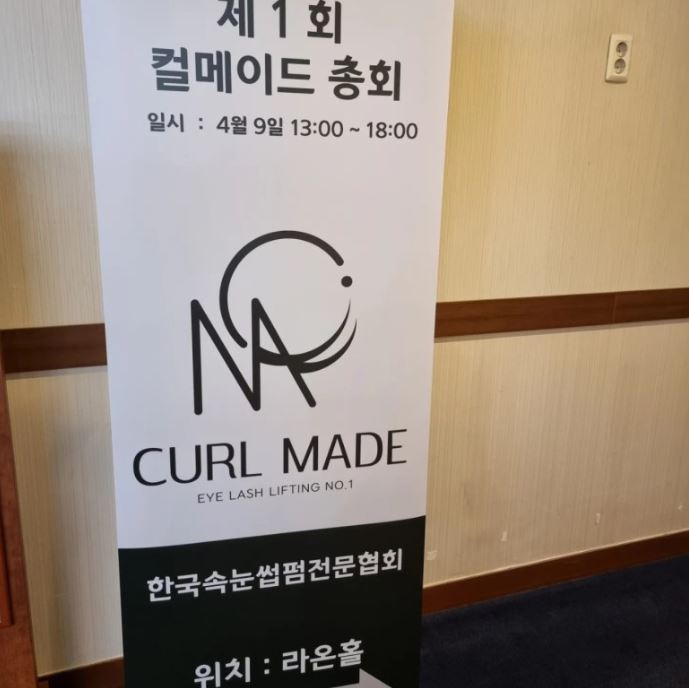 제 1 회
컬메이드 총회
일시 : 4월 9일 13:00 ~ 18:00
CURL MADE
EYE LASH LIFTING NO.1
한국속눈썹펌전문협회
위치 : 라온홀